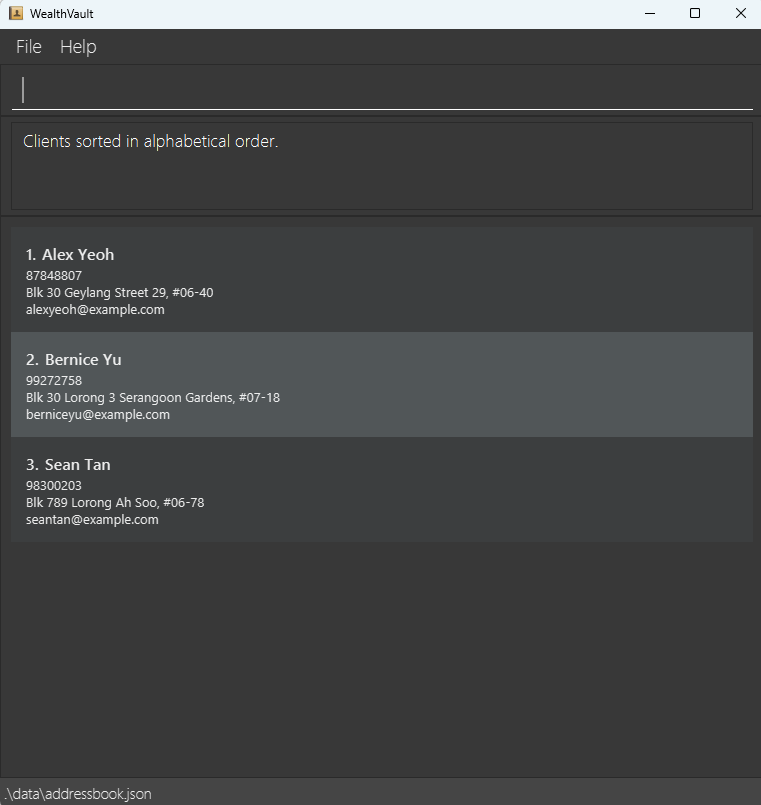 WealthVault
File Help
Clients sorted in alphabetical order.
1. Alex Yeoh
87848807
Blk 30 Geylang Street 29, #06-40
alexyeoh@example.com
2. Bernice Yu
99272758
Blk 30 Lorong 3 Serangoon Gardens, #07-18
berniceyu@example.com
3. Sean Tan
98300203
Blk 789 Lorong Ah Soo, #06-78
seantan@example.com
.\data\addressbook.json